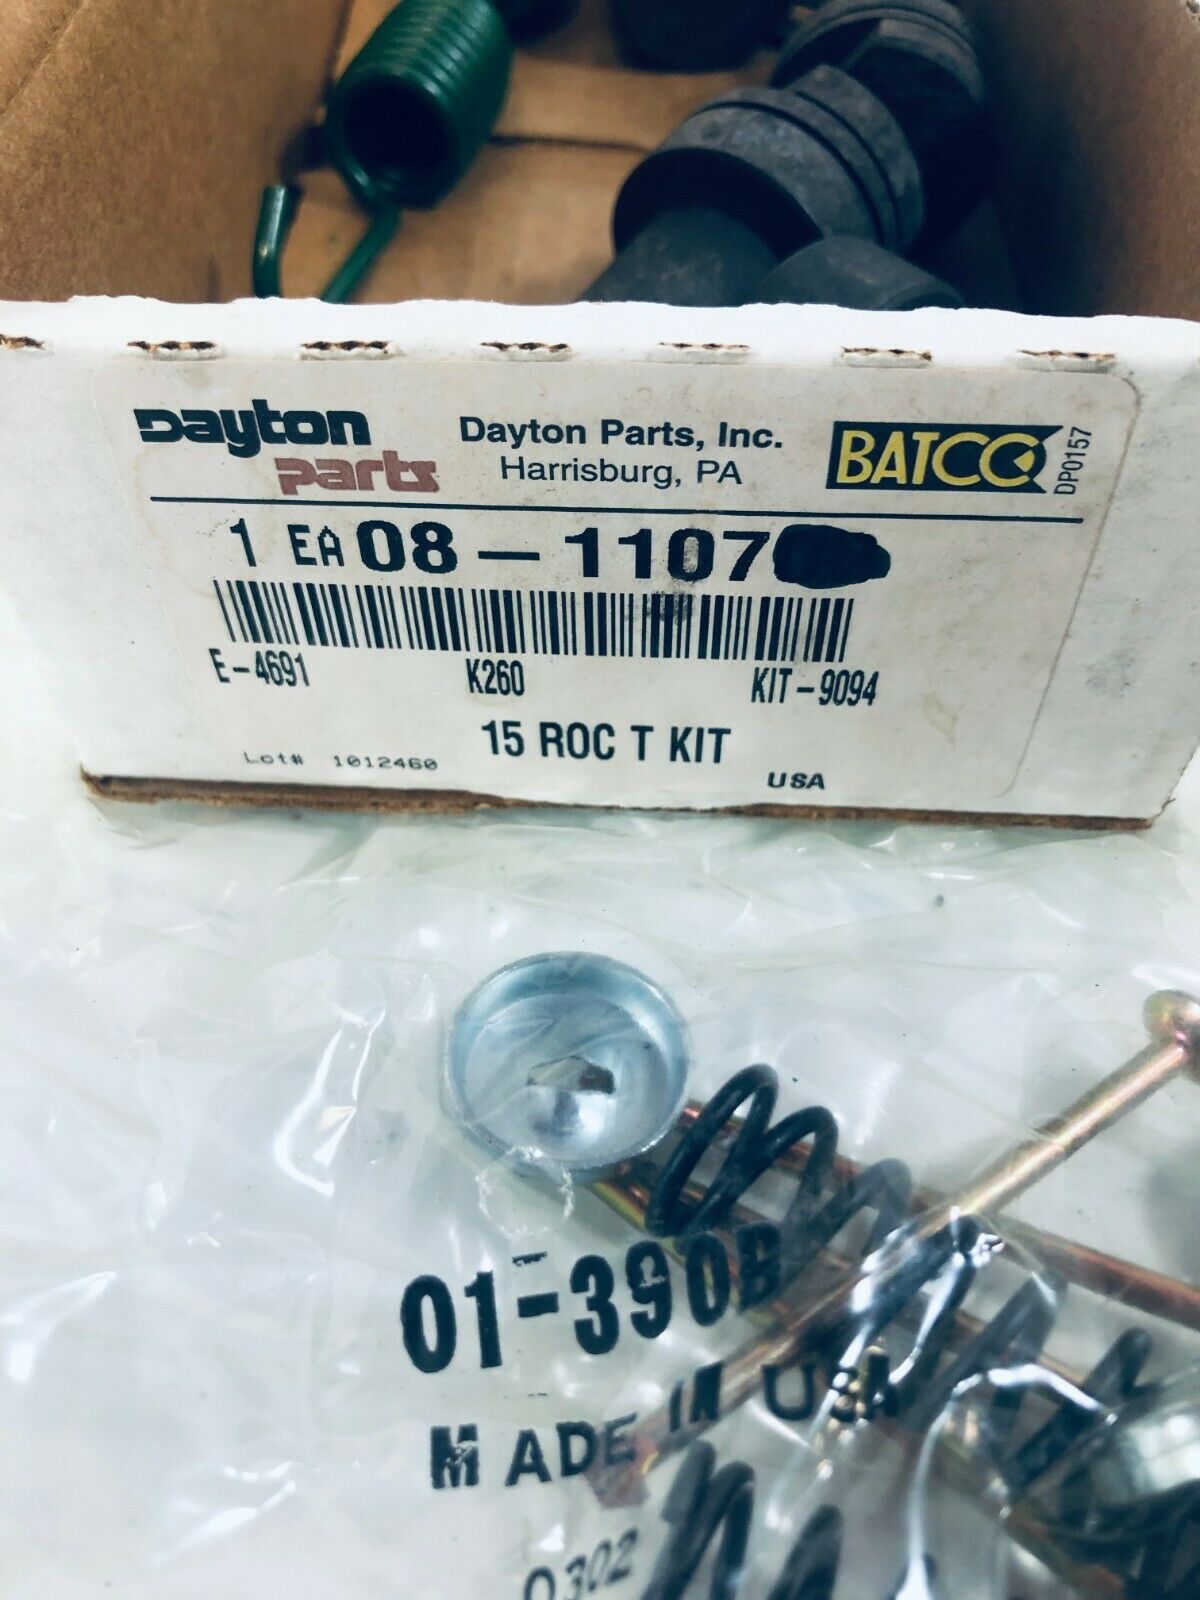 Dayton
parts
Dayton Parts, Inc.
Harrisburg, PA
BATCO
DP0157
1 EA 08-1107
E-4691 K260 KIT-9094
15 ROC T KIT
Lot# 1012460
USA
01-390B
MADE IN USA
0302